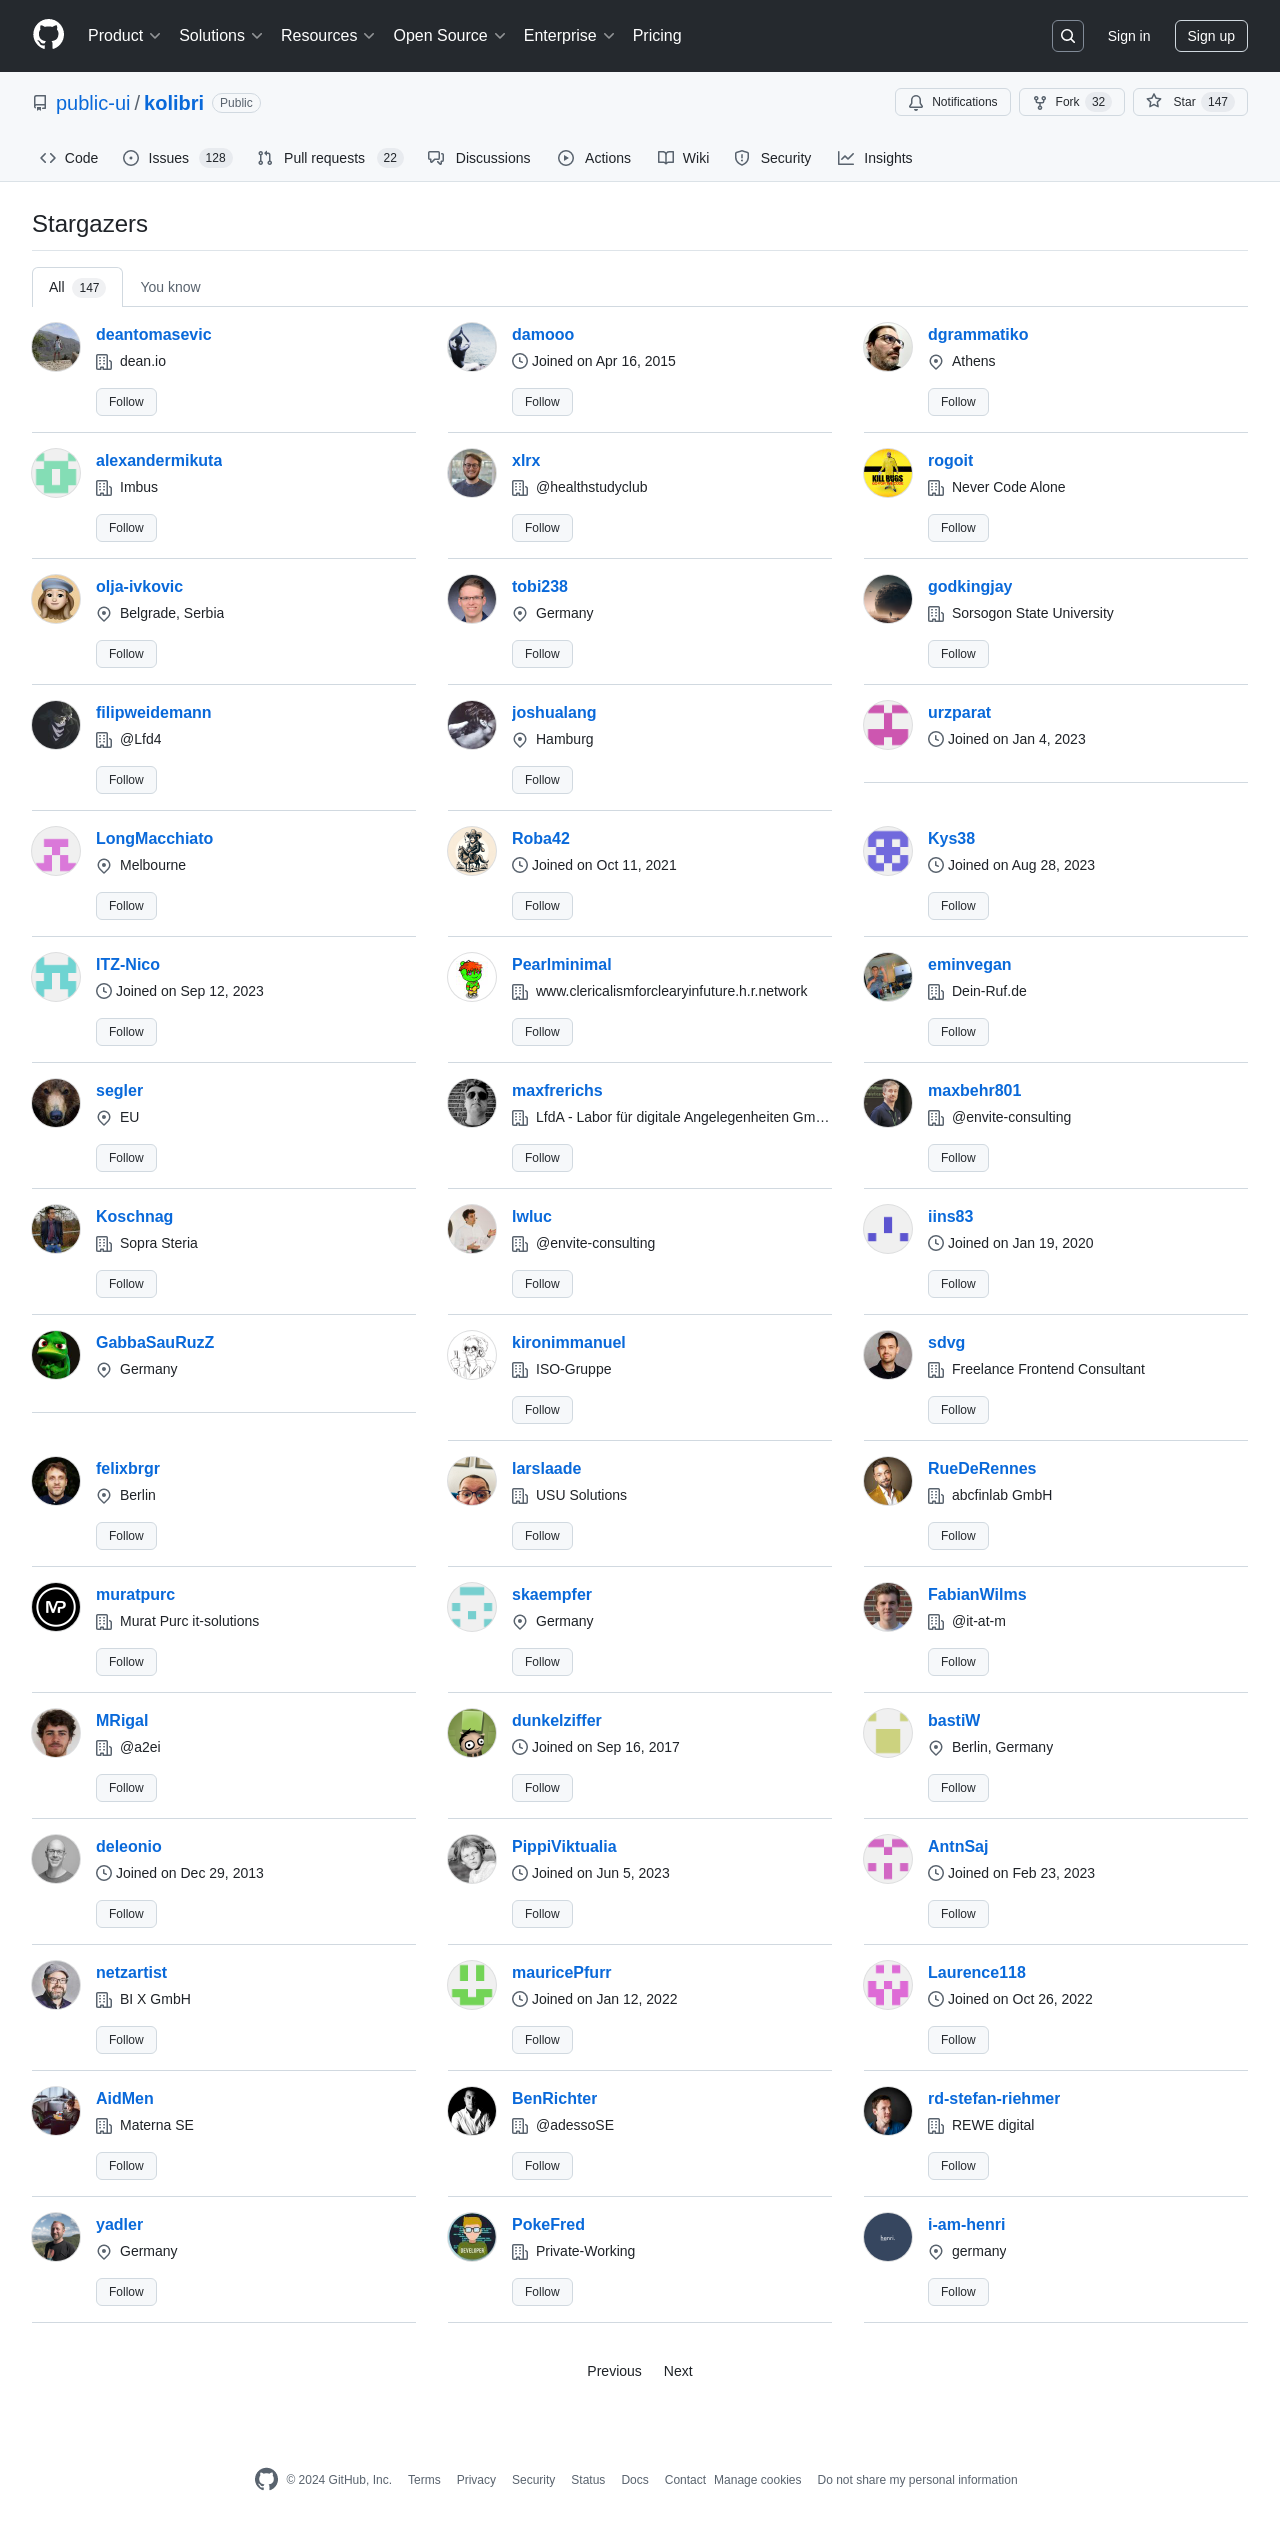 Product Solutions Resources Open Source Enterprise Pricing Sign in Sign up
public-ui / kolibri Public Notifications Fork 32 Star 147
Code Issues 128 Pull requests 22 Discussions Actions Wiki Security Insights
Stargazers
All 147 You know
deantomasevic damooo dgrammatiko
dean.io Joined on Apr 16, 2015 Athens
Follow Follow Follow
alexandermikuta xlrx rogoit
KILL BUGS
Imbus @healthstudyclub Never Code Alone
Follow Follow Follow
olja-ivkovic tobi238 godkingjay
Belgrade, Serbia Germany Sorsogon State University
Follow Follow Follow
filipweidemann joshualang urzparat
@Lfd4 Hamburg Joined on Jan 4, 2023
Follow Follow
LongMacchiato Roba42 Kys38
Melbourne Joined on Oct 11, 2021 Joined on Aug 28, 2023
Follow Follow Follow
ITZ-Nico Pearlminimal eminvegan
Joined on Sep 12, 2023 www.clericalismforclearyinfuture.h.r.network Dein-Ruf.de
Follow Follow Follow
segler maxfrerichs maxbehr801
EU LfdA - Labor für digitale Angelegenheiten Gm… @envite-consulting
Follow Follow Follow
Koschnag lwluc iins83
Sopra Steria @envite-consulting Joined on Jan 19, 2020
Follow Follow Follow
GabbaSauRuzZ kironimmanuel sdvg
Germany ISO-Gruppe Freelance Frontend Consultant
Follow Follow
felixbrgr larslaade RueDeRennes
Berlin USU Solutions abcfinlab GmbH
Follow Follow Follow
muratpurc skaempfer FabianWilms
MP
Murat Purc it-solutions Germany @it-at-m
Follow Follow Follow
MRigal dunkelziffer bastiW
@a2ei Joined on Sep 16, 2017 Berlin, Germany
Follow Follow Follow
deleonio PippiViktualia AntnSaj
Joined on Dec 29, 2013 Joined on Jun 5, 2023 Joined on Feb 23, 2023
Follow Follow Follow
netzartist mauricePfurr Laurence118
BI X GmbH Joined on Jan 12, 2022 Joined on Oct 26, 2022
Follow Follow Follow
AidMen BenRichter rd-stefan-riehmer
Materna SE @adessoSE REWE digital
Follow Follow Follow
yadler PokeFred i-am-henri
henri.
DEVELOPER
Germany Private-Working germany
Follow Follow Follow
Previous Next
© 2024 GitHub, Inc. Terms Privacy Security Status Docs Contact Manage cookies Do not share my personal information